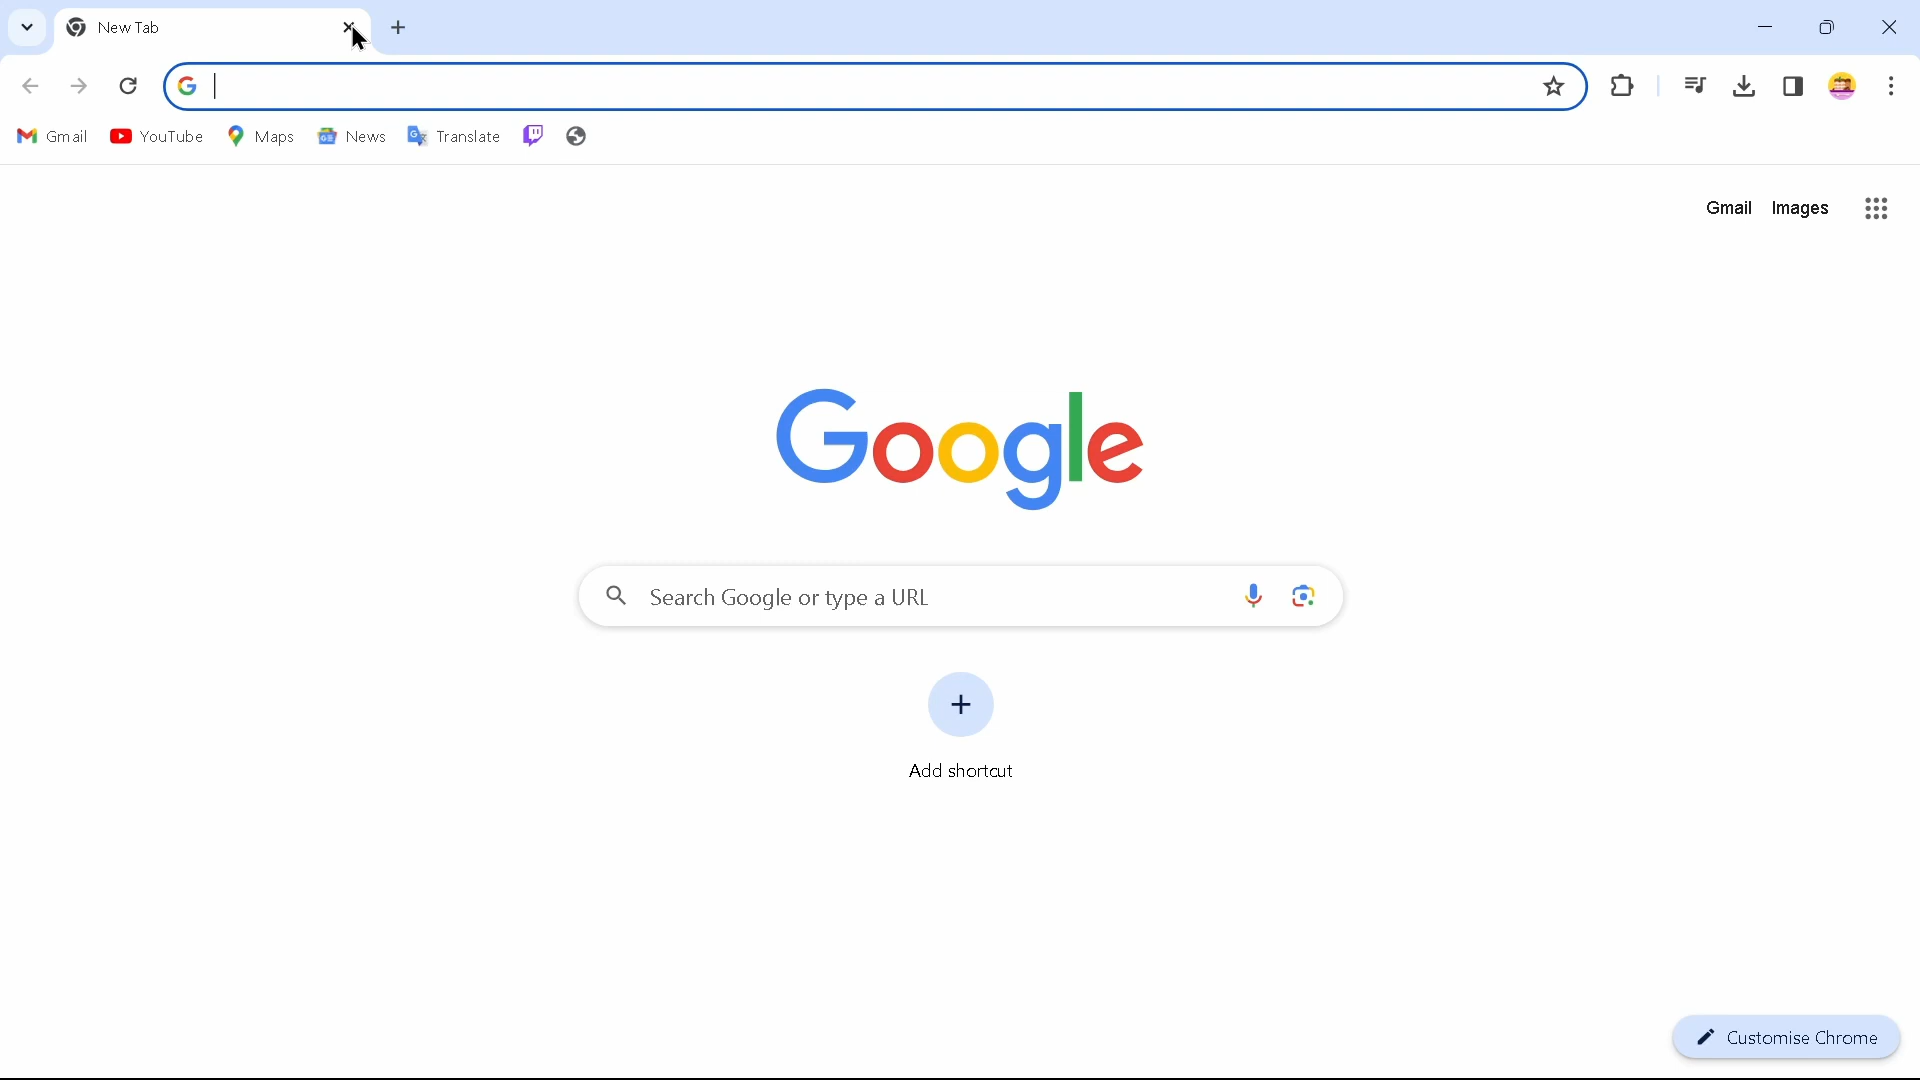 New Tab
Gmail YouTube Maps News Translate
Gmail Images
Google
Search Google or type a URL
Add shortcut
Customise Chrome